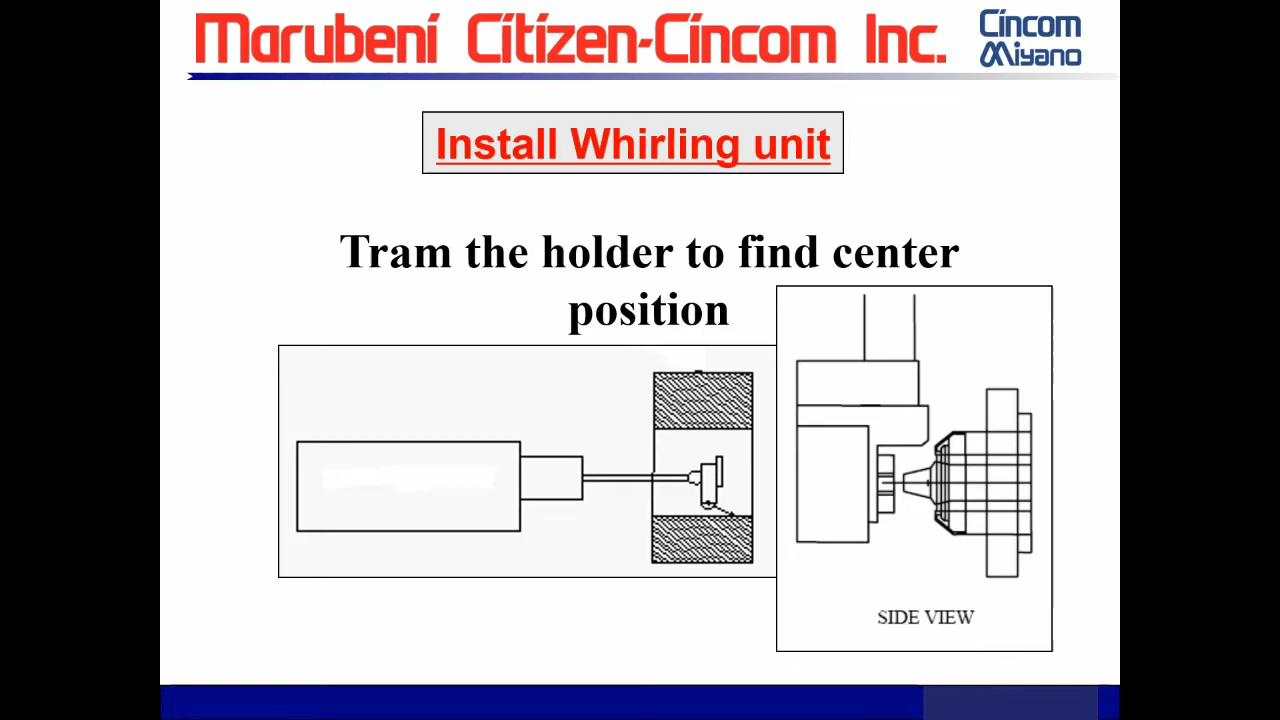 Marubeni Citizen-Cincom Inc.
Cincom
Miyano
Install Whirling unit
Tram the holder to find center
position
SIDE VIEW